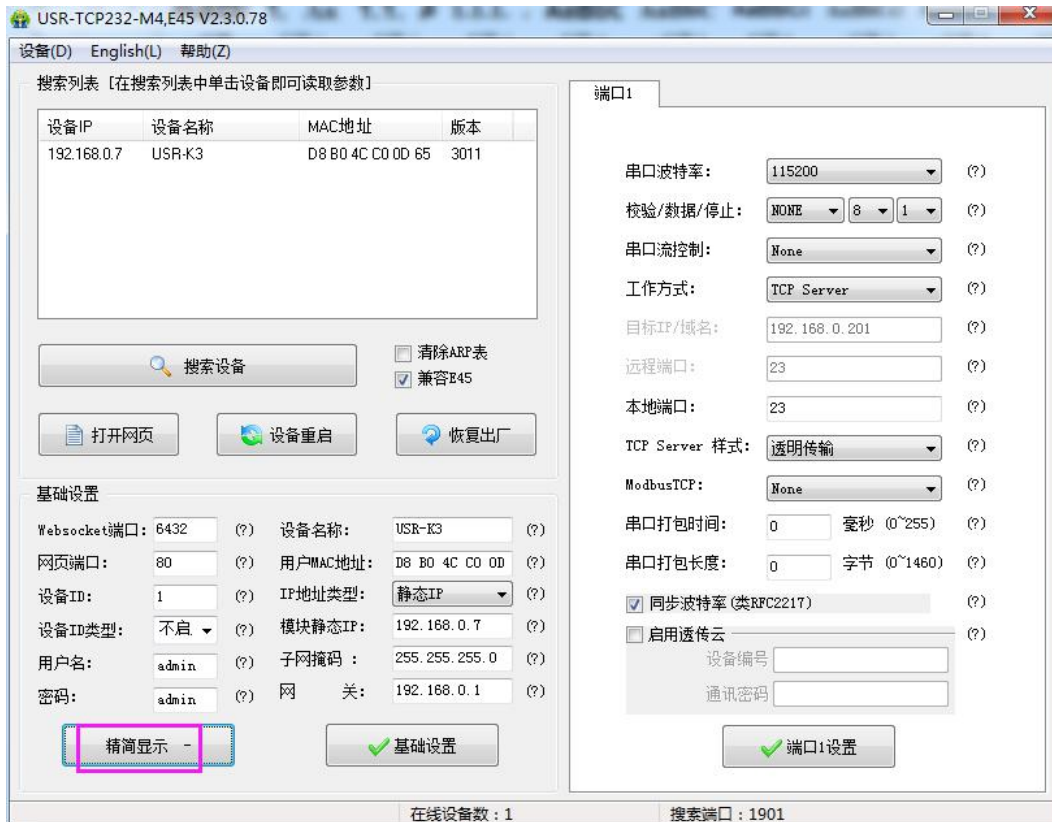 USR-TCP232-M4,E45 V2.3.0.78
设备(D) English(L) 帮助(Z)
搜索列表 [在搜索列表中单击设备即可读取参数]
设备IP 设备名称 MAC地址 版本
192.168.0.7 USR-K3 D8 B0 4C C0 0D 65 3011
搜索设备
清除ARP表
兼容E45
打开网页 设备重启 恢复出厂
基础设置
Websocket端口: 6432 (?) 设备名称: USR-K3 (?)
网页端口: 80 (?) 用户MAC地址: D8 B0 4C C0 0D (?)
设备ID: 1 (?) IP地址类型: 静态IP (?)
设备ID类型: 不启 (?) 模块静态IP: 192.168.0.7 (?)
用户名: admin (?) 子网掩码 : 255.255.255.0 (?)
密码: admin (?) 网 关: 192.168.0.1 (?)
精简显示 - 基础设置
端口1
串口波特率: 115200 (?)
校验/数据/停止: NONE 8 1 (?)
串口流控制: None (?)
工作方式: TCP Server (?)
目标IP/域名: 192.168.0.201 (?)
远程端口: 23 (?)
本地端口: 23 (?)
TCP Server 样式: 透明传输 (?)
ModbusTCP: None (?)
串口打包时间: 0 毫秒 (0~255) (?)
串口打包长度: 0 字节 (0~1460) (?)
同步波特率(类RFC2217) (?)
启用透传云 (?)
设备编号
通讯密码
端口1设置
在线设备数：1 搜索端口：1901